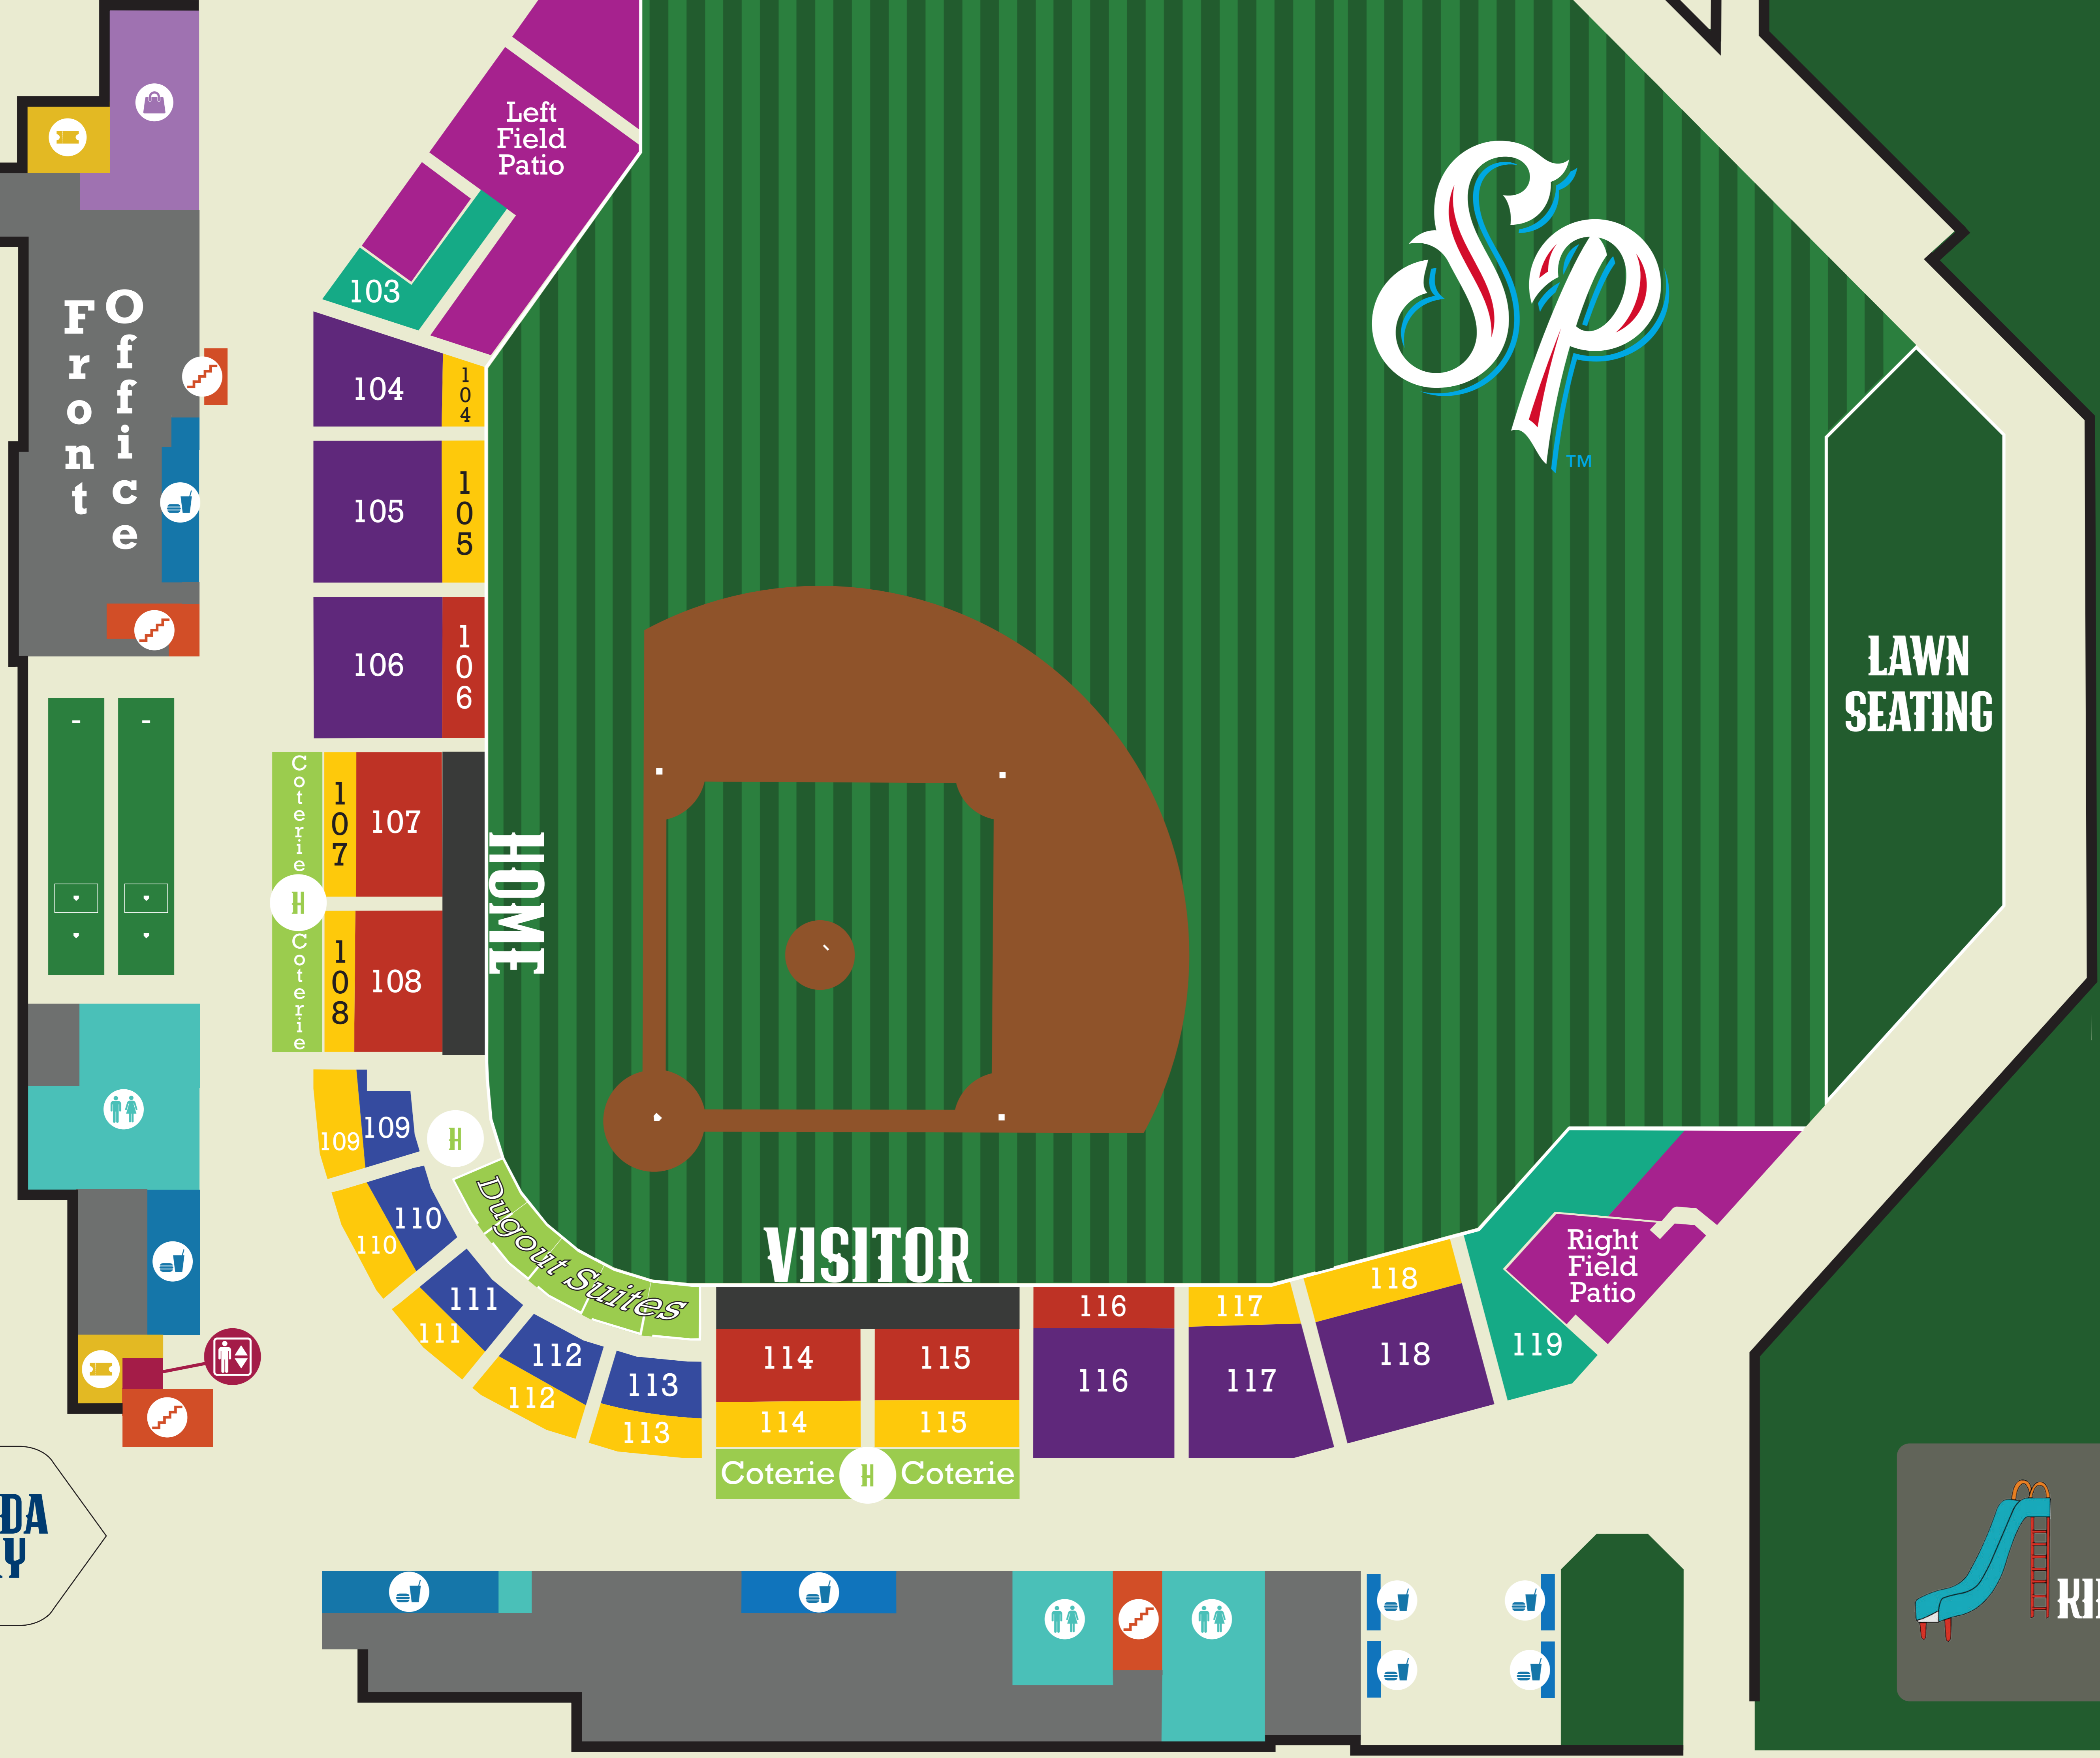 Left
Field
Patio
103
Front
Office
104
104
105
105
106
106
Coterie
107
107
H
Coterie
108
108
HOME
109
109
H
110
110
111
111
112
112
113
113
Dugout Suites
VISITOR
114
115
114
115
Coterie
H
Coterie
116
116
117
117
118
118
119
Right
Field
Patio
LAWN
SEATING
SP
TM